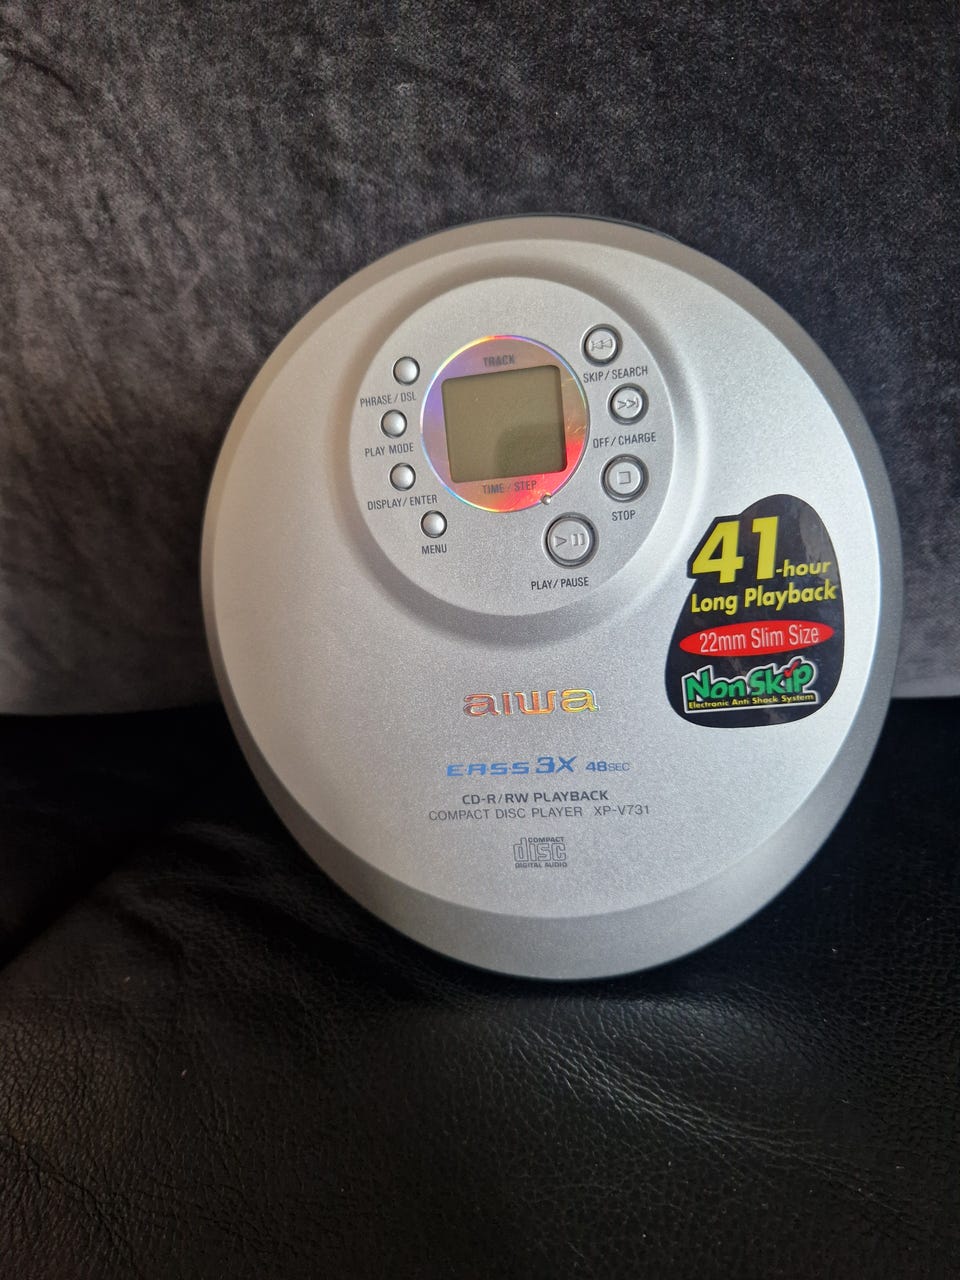 TRACK
TIME / STEP
PHRASE / DSL
PLAY MODE
DISPLAY / ENTER
MENU
SKIP / SEARCH
OFF / CHARGE
STOP
PLAY / PAUSE
41-hour
Long Playback
22mm Slim Size
Non Skip
Electronic Anti Shock System
aiwa
EASS 3X 48SEC
CD-R/RW PLAYBACK
COMPACT DISC PLAYER XP-V731
COMPACT
disc
DIGITAL AUDIO